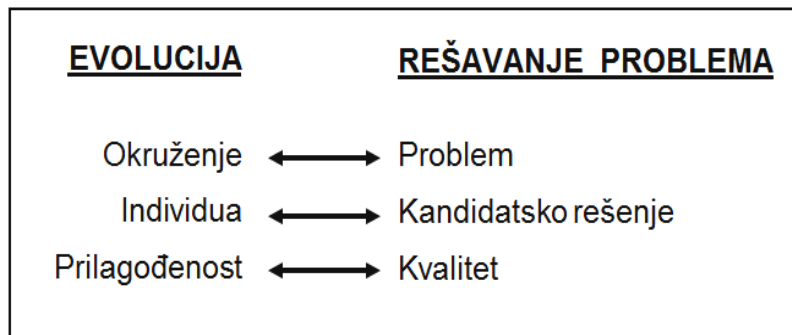 EVOLUCIJA REŠAVANJE PROBLEMA
Okruženje Problem
Individua Kandidatsko rešenje
Prilagođenost Kvalitet